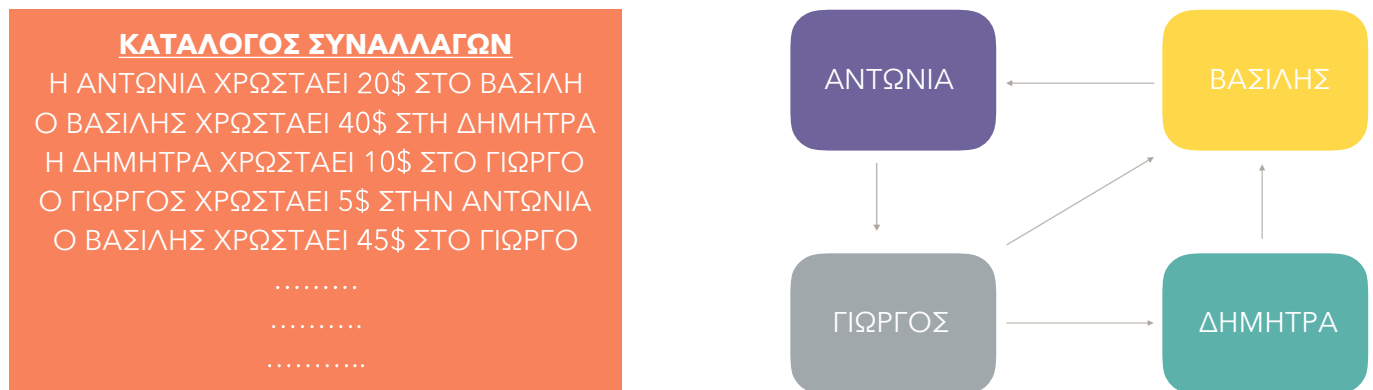 ΚΑΤΑΛΟΓΟΣ ΣΥΝΑΛΛΑΓΩΝ
Η ΑΝΤΩΝΙΑ ΧΡΩΣΤΑΕΙ 20$ ΣΤΟ ΒΑΣΙΛΗ
Ο ΒΑΣΙΛΗΣ ΧΡΩΣΤΑΕΙ 40$ ΣΤΗ ΔΗΜΗΤΡΑ
Η ΔΗΜΗΤΡΑ ΧΡΩΣΤΑΕΙ 10$ ΣΤΟ ΓΙΩΡΓΟ
Ο ΓΙΩΡΓΟΣ ΧΡΩΣΤΑΕΙ 5$ ΣΤΗΝ ΑΝΤΩΝΙΑ
Ο ΒΑΣΙΛΗΣ ΧΡΩΣΤΑΕΙ 45$ ΣΤΟ ΓΙΩΡΓΟ
.........
..........
...........
ΑΝΤΩΝΙΑ
ΒΑΣΙΛΗΣ
ΓΙΩΡΓΟΣ
ΔΗΜΗΤΡΑ